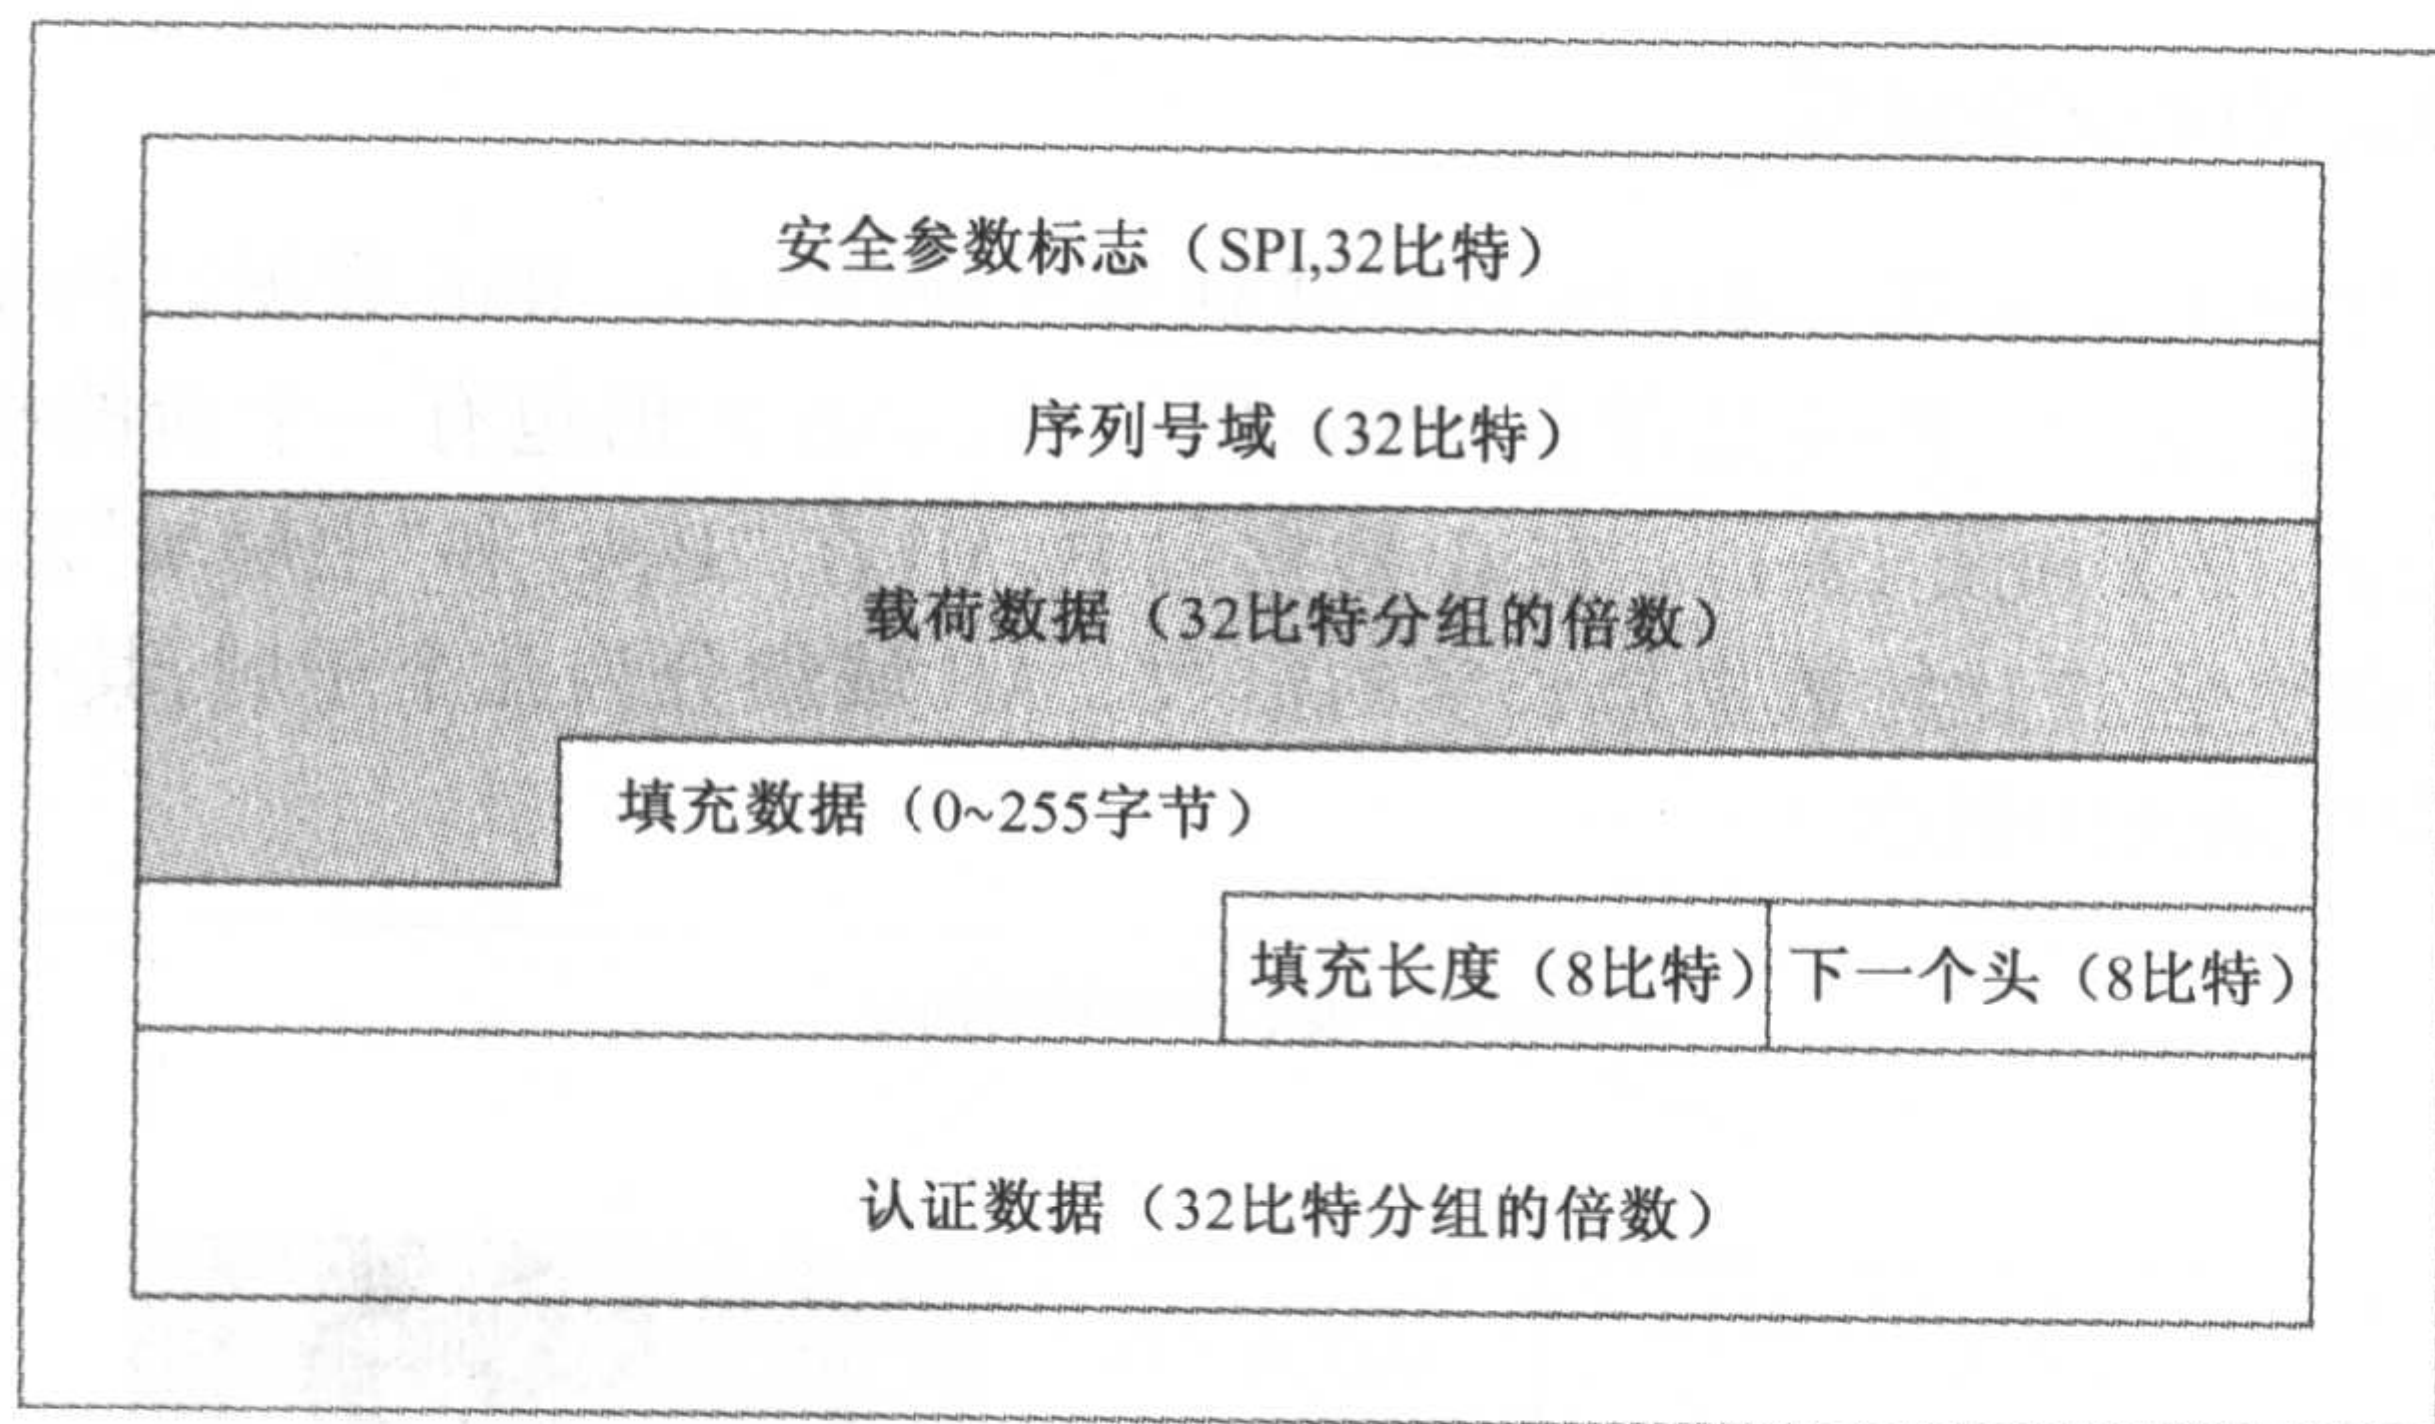 安全参数标志（SPI,32比特）
序列号域（32比特）
载荷数据（32比特分组的倍数）
填充数据（0~255字节）
填充长度（8比特）
下一个头（8比特）
认证数据（32比特分组的倍数）